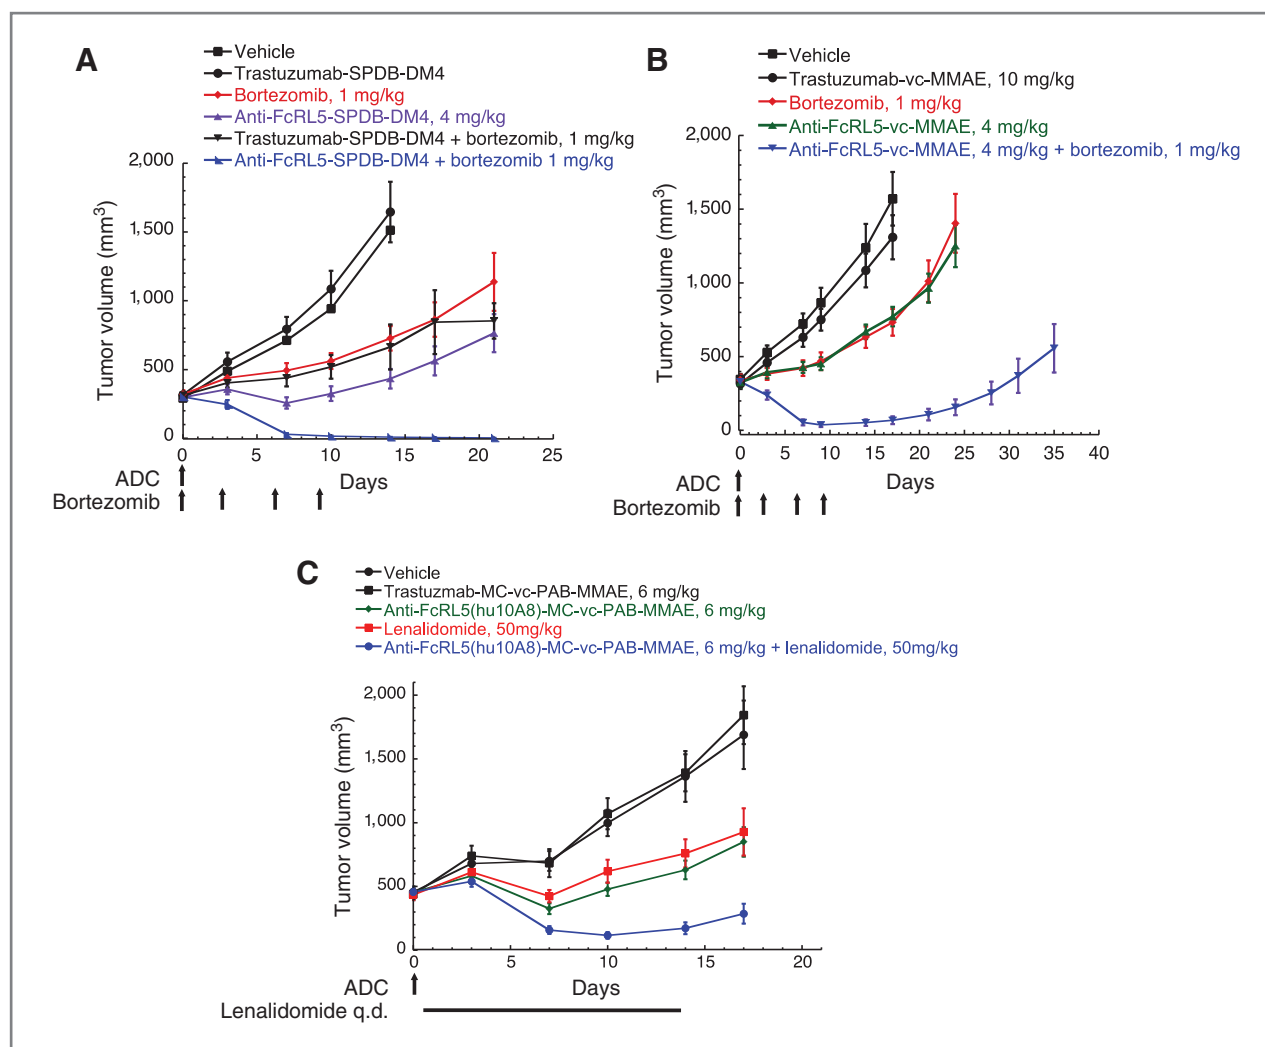 A
Vehicle
Trastuzumab-SPDB-DM4
Bortezomib, 1 mg/kg
Anti-FcRL5-SPDB-DM4, 4 mg/kg
Trastuzumab-SPDB-DM4 + bortezomib, 1 mg/kg
Anti-FcRL5-SPDB-DM4 + bortezomib 1 mg/kg
2,000
1,500
1,000
500
0
Tumor volume (mm³)
0 5 10 15 20 25
ADC
Days
Bortezomib
B
Vehicle
Trastuzumab-vc-MMAE, 10 mg/kg
Bortezomib, 1 mg/kg
Anti-FcRL5-vc-MMAE, 4 mg/kg
Anti-FcRL5-vc-MMAE, 4 mg/kg + bortezomib, 1 mg/kg
2,000
1,500
1,000
500
0
Tumor volume (mm³)
0 5 10 15 20 25 30 35 40
ADC
Days
Bortezomib
C
Vehicle
Trastuzmab-MC-vc-PAB-MMAE, 6 mg/kg
Anti-FcRL5(hu10A8)-MC-vc-PAB-MMAE, 6 mg/kg
Lenalidomide, 50mg/kg
Anti-FcRL5(hu10A8)-MC-vc-PAB-MMAE, 6 mg/kg + lenalidomide, 50mg/kg
2,000
1,500
1,000
500
0
Tumor volume (mm³)
0 5 10 15 20
ADC
Days
Lenalidomide q.d.